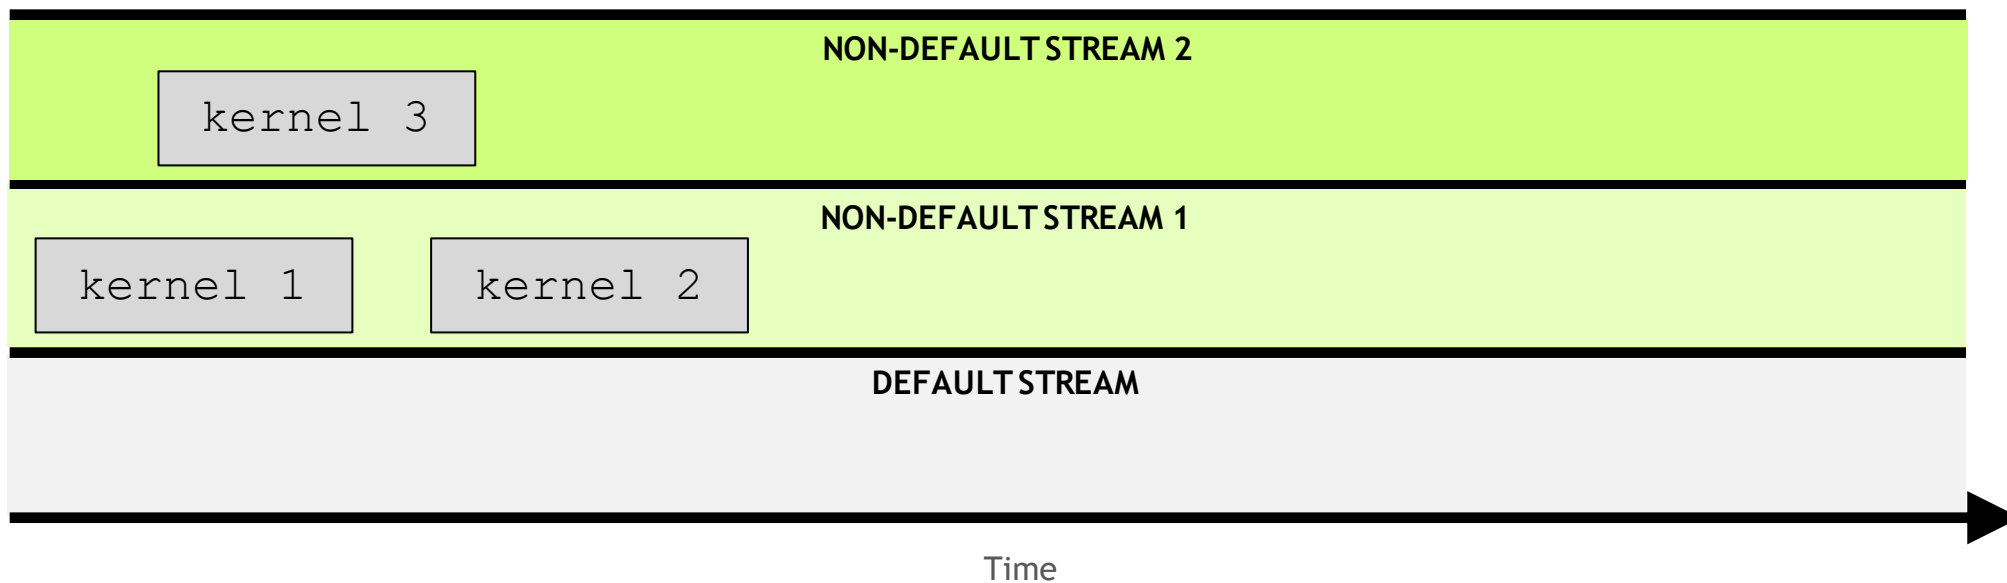 NON-DEFAULT STREAM 2
kernel 3
NON-DEFAULT STREAM 1
kernel 1
kernel 2
DEFAULT STREAM
Time